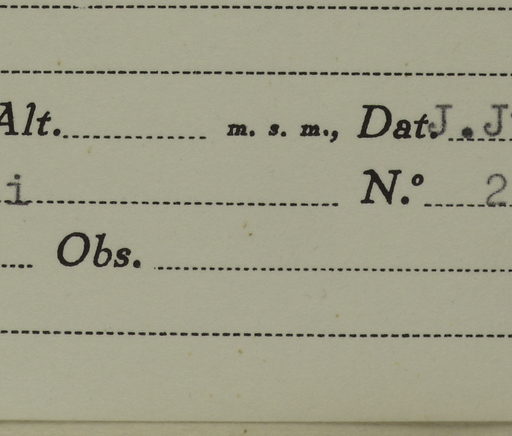 Alt. m. s. m., Dat. J.J
i N.º 2
Obs.